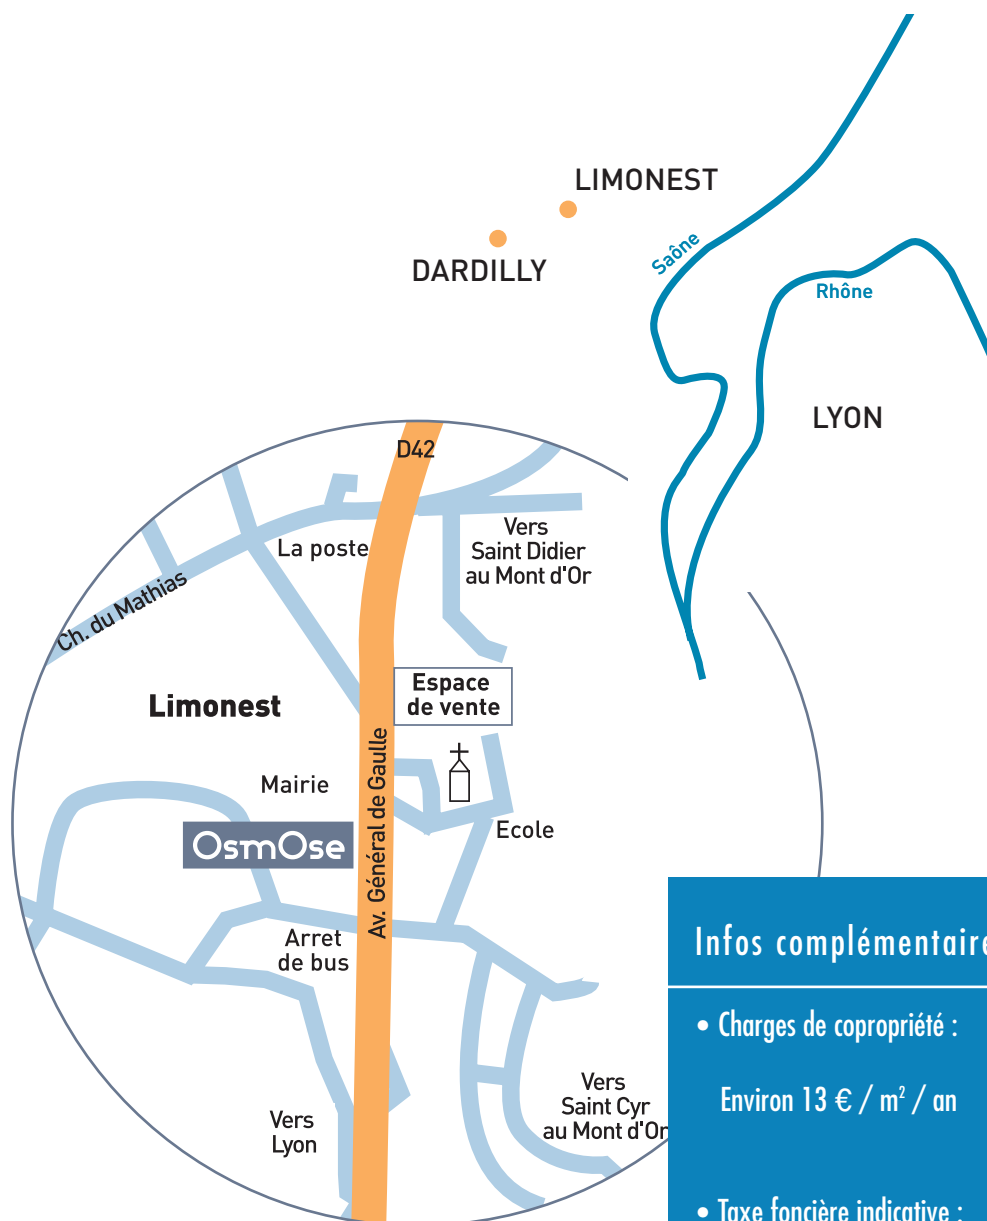 LIMONEST
Saône
DARDILLY
Rhône
LYON
D42
La poste
Vers
Saint Didier
au Mont d'Or
Ch. du Mathias
Espace
de vente
Limonest
Av. Général de Gaulle
Mairie
OsmOse
Ecole
Arret
de bus
Infos complémentaire
• Charges de copropriété :
Environ 13 € / m² / an
Vers
Saint Cyr
au Mont d'Or
Vers
Lyon
• Taxe foncière indicative :